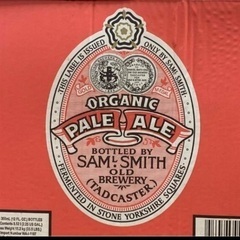 THIS LABEL IS ISSUED
ONLY BY SAML SMITH
ORGANIC
PALE ALE
BOTTLED BY
SAML SMITH
OLD
BREWERY
(TADCASTER)
FERMENTED IN STONE YORKSHIRE SQUARES